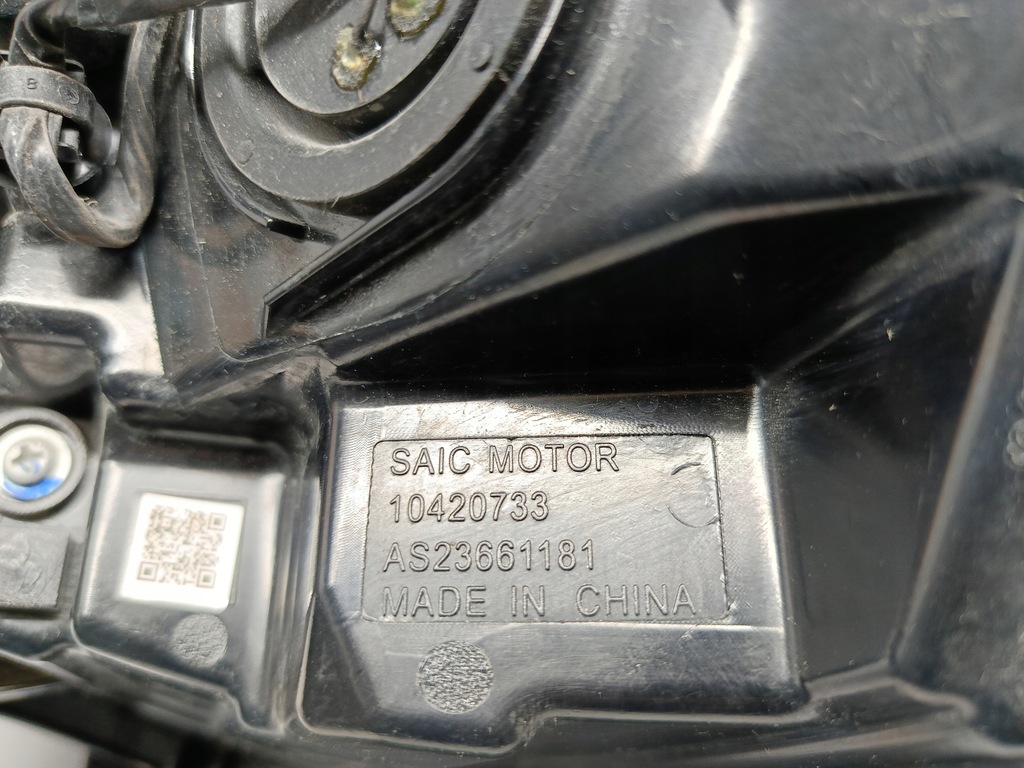 B
SAIC MOTOR
10420733
AS23661181
MADE IN CHINA